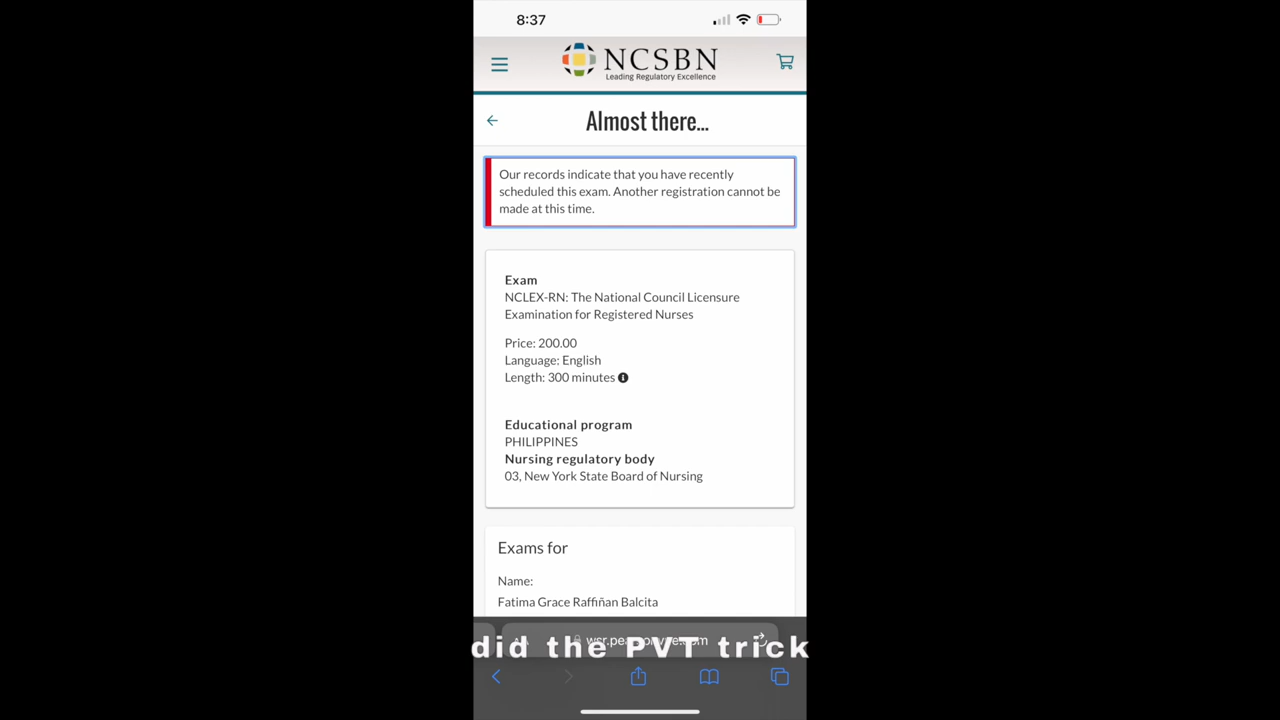 8:37
NCSBN
Leading Regulatory Excellence
Almost there...
Our records indicate that you have recently
scheduled this exam. Another registration cannot be
made at this time.
Exam
NCLEX-RN: The National Council Licensure
Examination for Registered Nurses
Price: 200.00
Language: English
Length: 300 minutes
Educational program
PHILIPPINES
Nursing regulatory body
03, New York State Board of Nursing
Exams for
Name:
Fatima Grace Raffiñan Balcita
did the PVT trick